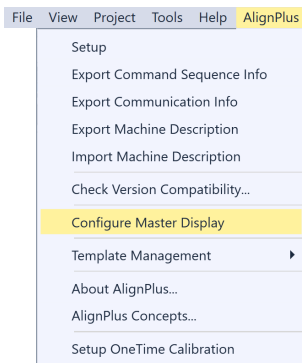 File View Project Tools Help AlignPlus
Setup
Export Command Sequence Info
Export Communication Info
Export Machine Description
Import Machine Description
Check Version Compatibility...
Configure Master Display
Template Management
About AlignPlus...
AlignPlus Concepts...
Setup OneTime Calibration